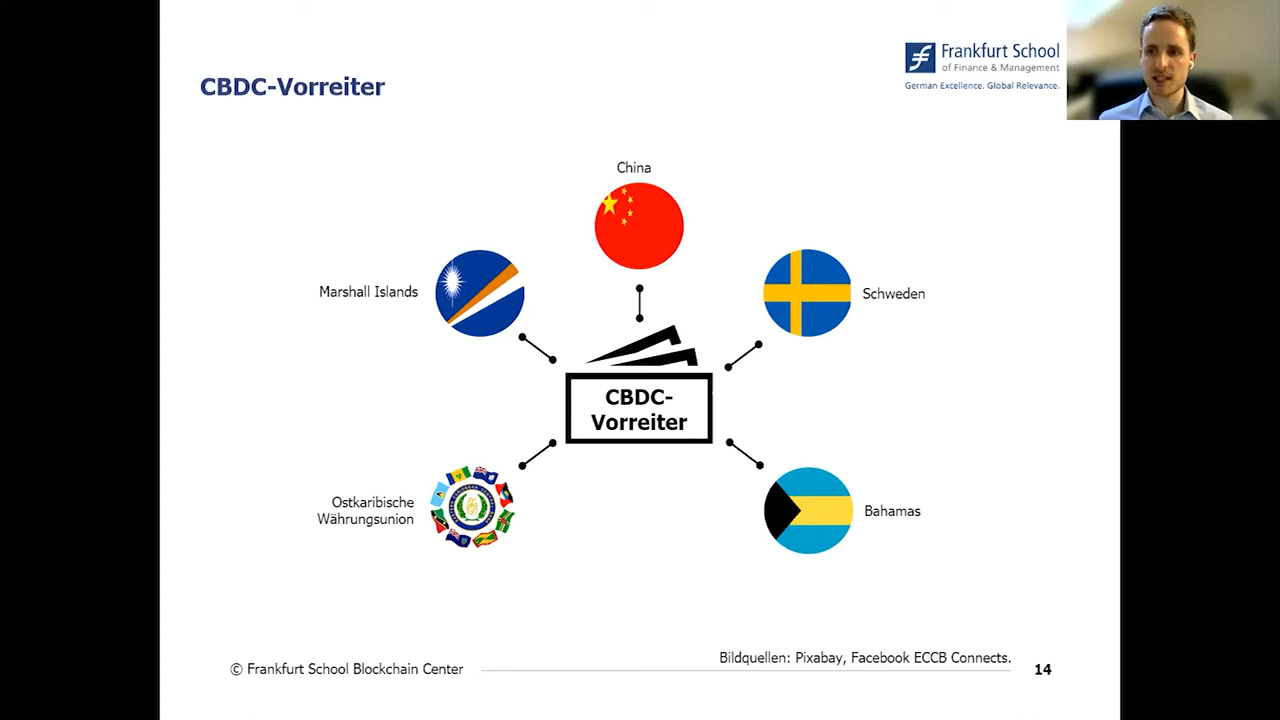 Frankfurt School
of Finance & Management
German Excellence. Global Relevance.
CBDC-Vorreiter
China
Marshall Islands
Schweden
CBDC-
Vorreiter
Ostkaribische
Währungsunion
Bahamas
Bildquellen: Pixabay, Facebook ECCB Connects.
© Frankfurt School Blockchain Center
14